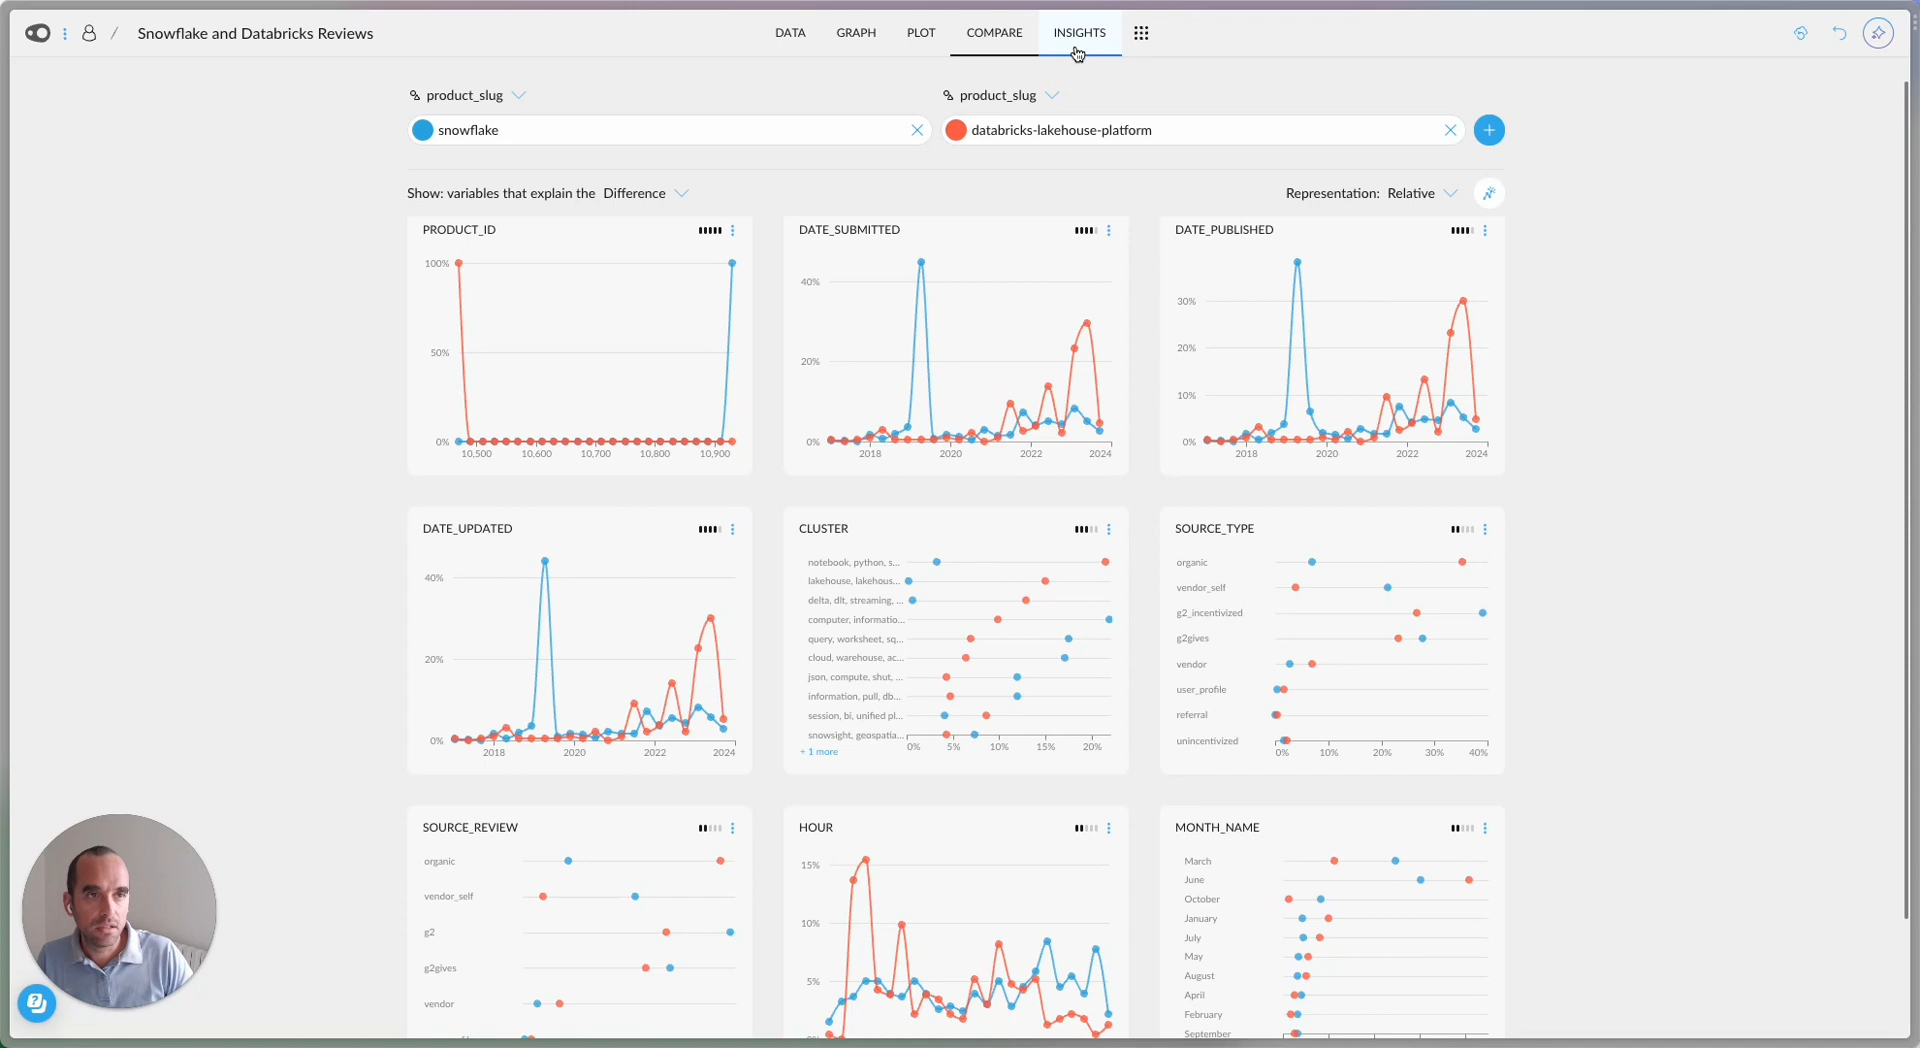 / Snowflake and Databricks Reviews
DATA GRAPH PLOT COMPARE INSIGHTS
product_slug
snowflake
product_slug
databricks-lakehouse-platform
Show: variables that explain the Difference
Representation: Relative
PRODUCT_ID
100%
50%
0%
10,500 10,600 10,700 10,800 10,900
DATE_SUBMITTED
40%
20%
0%
2018 2020 2022 2024
DATE_PUBLISHED
30%
20%
10%
0%
2018 2020 2022 2024
DATE_UPDATED
40%
20%
0%
2018 2020 2022 2024
CLUSTER
notebook, python, s...
lakehouse, lakehous...
delta, dlt, streaming, ...
computer, informatio...
query, worksheet, sq...
cloud, warehouse, ac...
json, compute, shut, ...
information, pull, db...
session, bi, unified pl...
snowsight, geospatia...
+ 1 more
0% 5% 10% 15% 20%
SOURCE_TYPE
organic
vendor_self
g2_incentivized
g2gives
vendor
user_profile
referral
unincentivized
0% 10% 20% 30% 40%
SOURCE_REVIEW
organic
vendor_self
g2
g2gives
vendor
HOUR
15%
10%
5%
MONTH_NAME
March
June
October
January
July
May
August
April
February
September